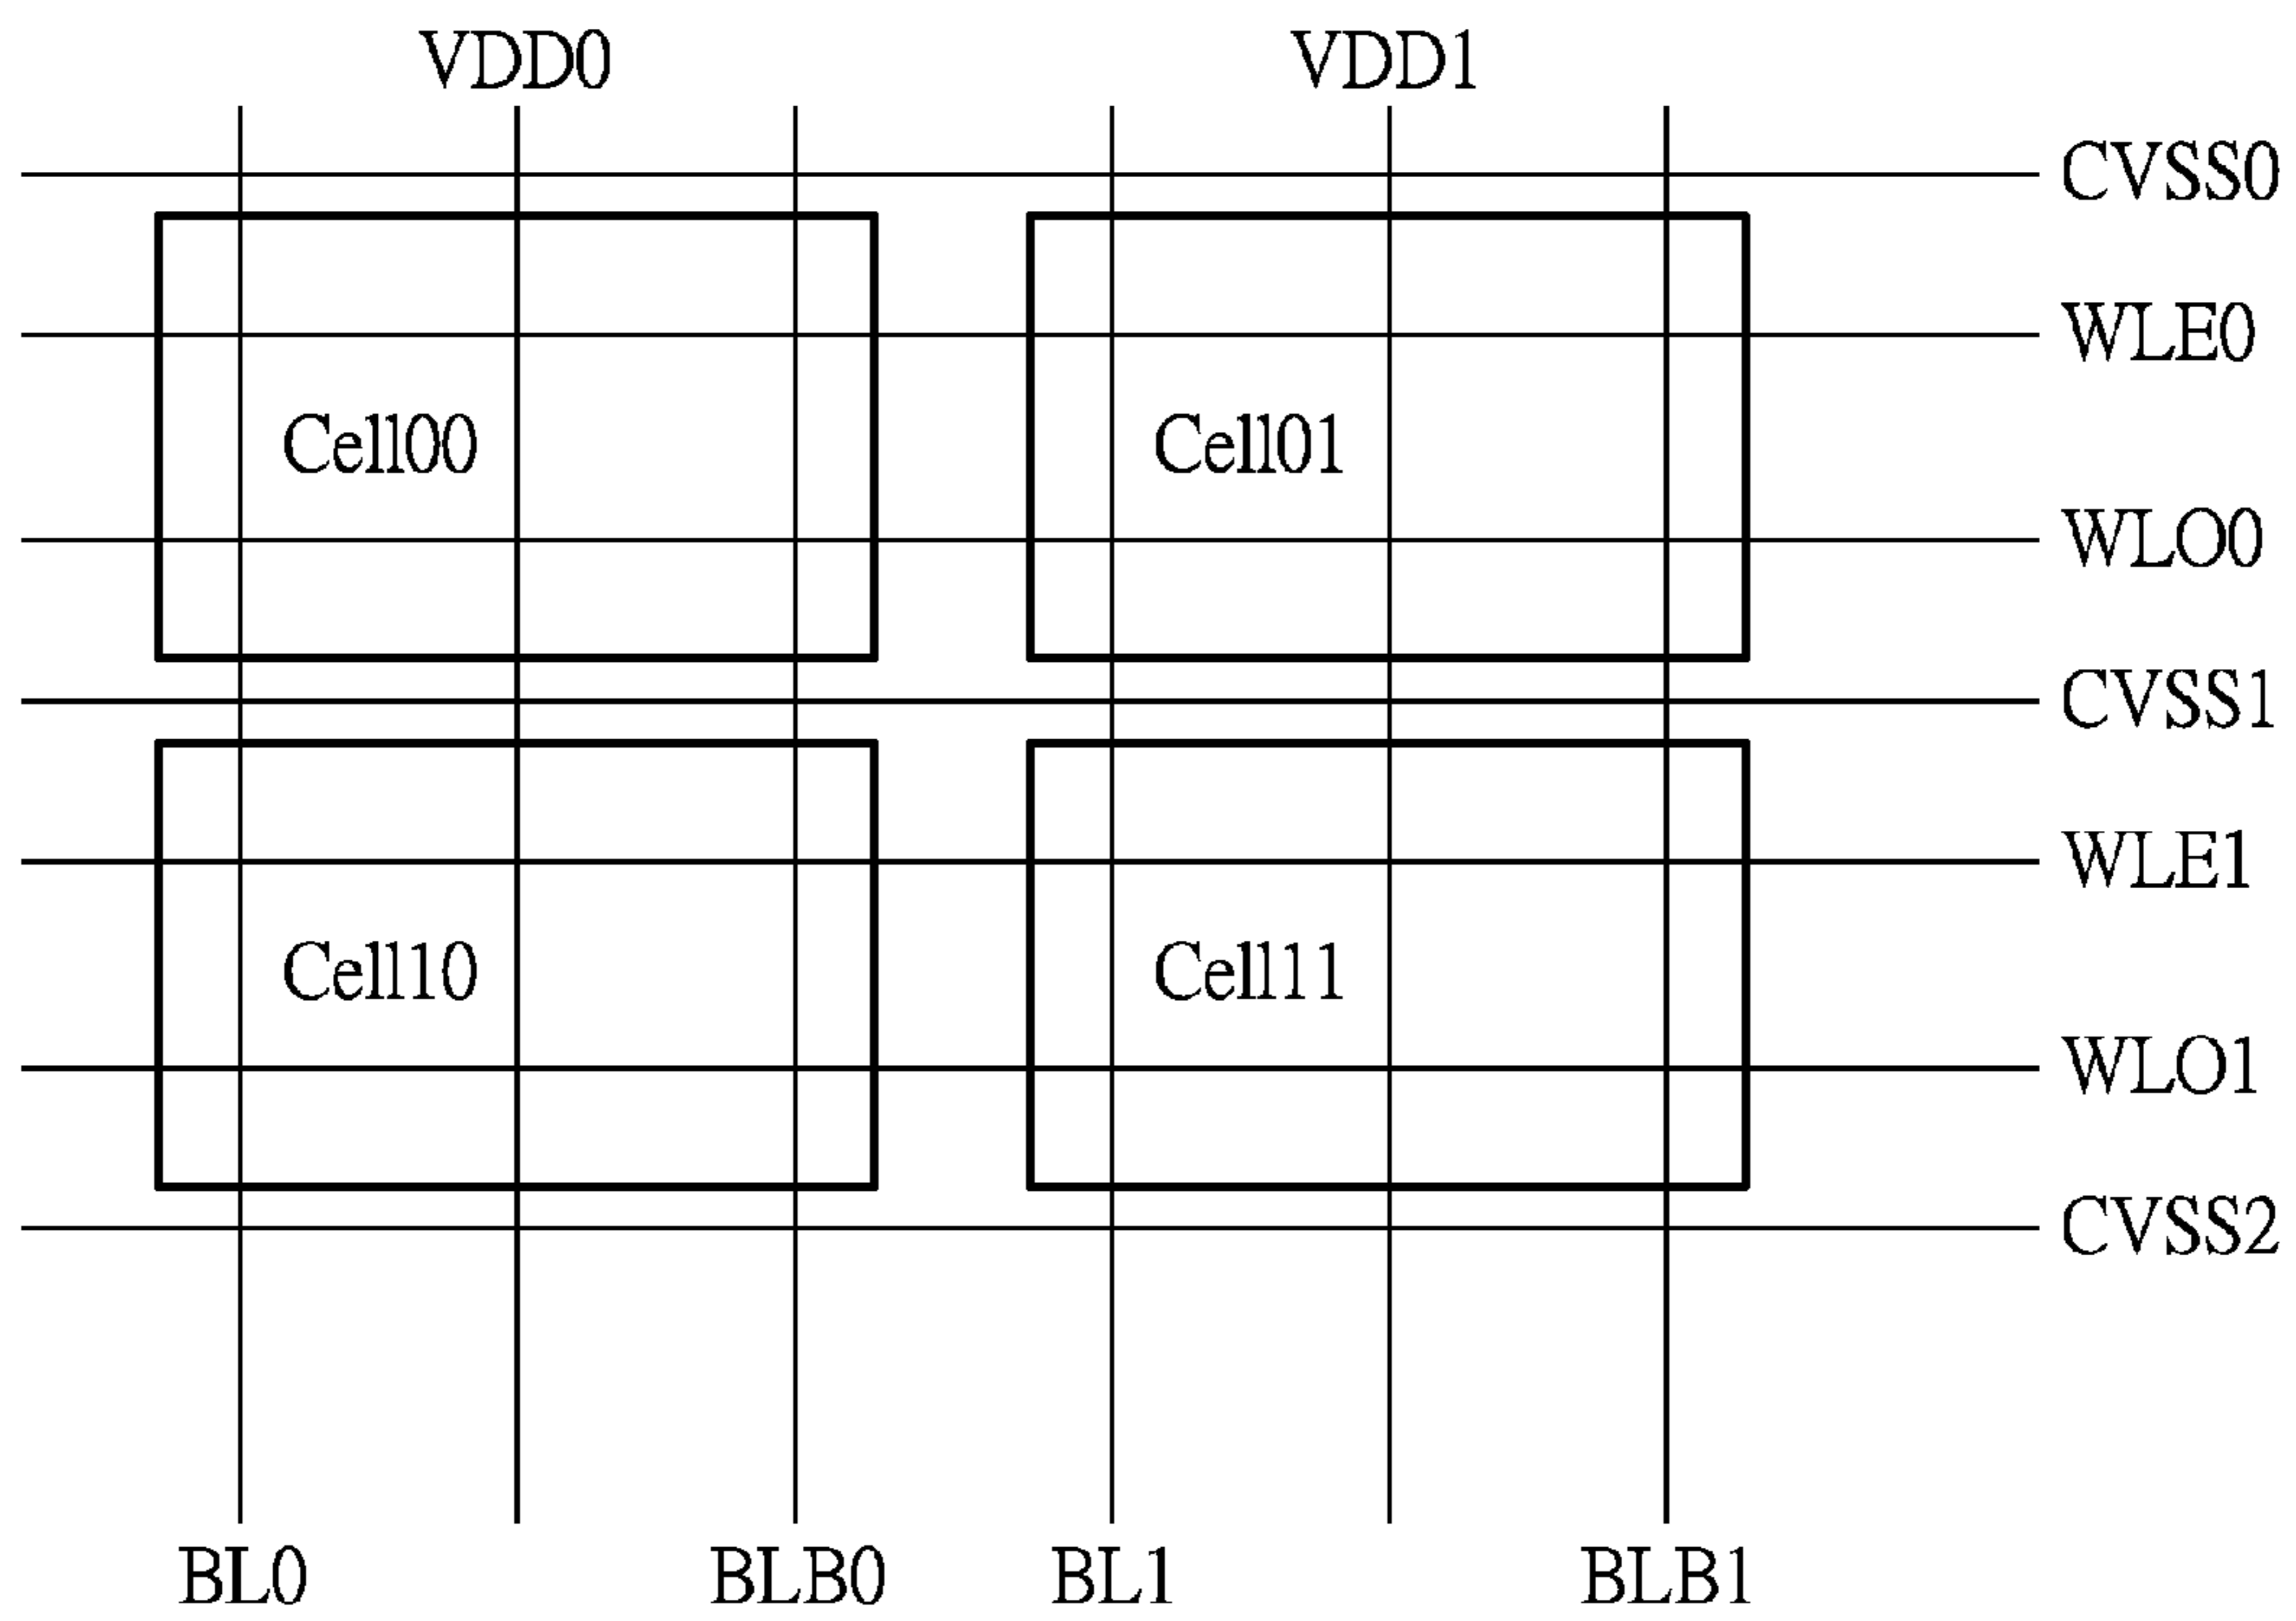 VDD0 VDD1
CVSS0
WLE0
Cell00 Cell01
WLO0
CVSS1
WLE1
Cell10 Cell11
WLO1
CVSS2
BL0 BLB0 BL1 BLB1